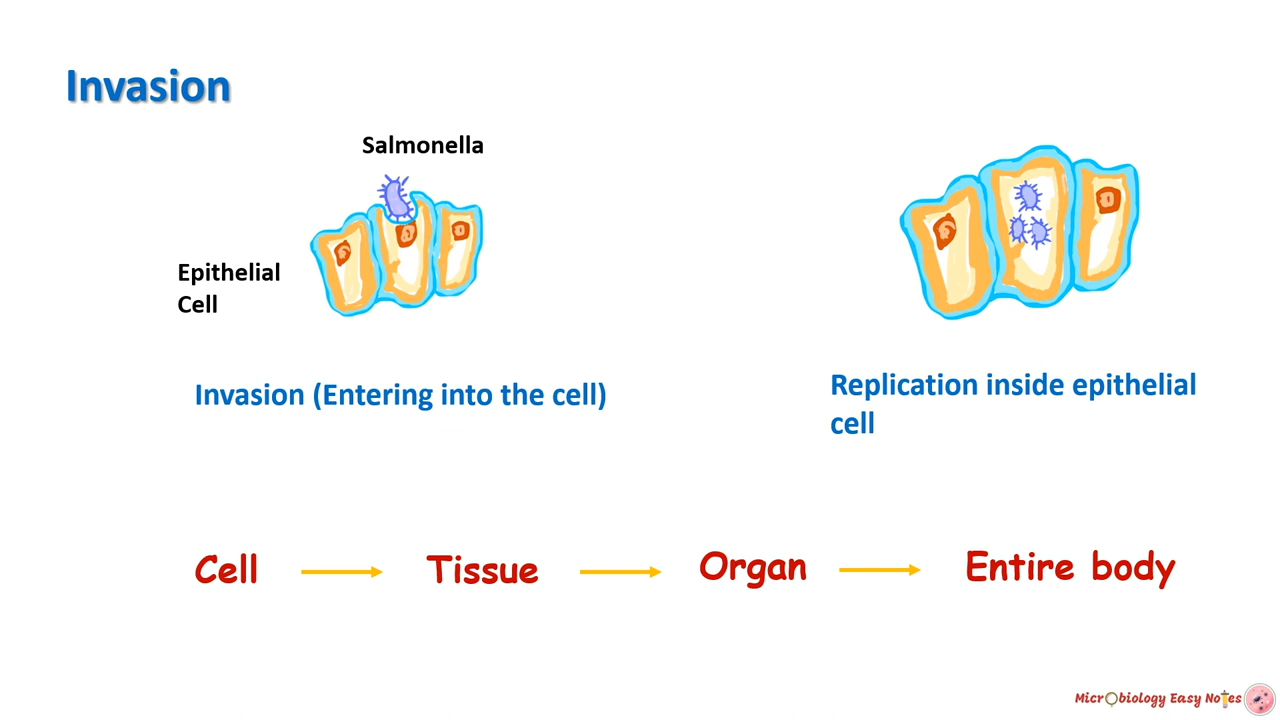 Invasion
Salmonella
Epithelial
Cell
Invasion (Entering into the cell)
Replication inside epithelial
cell
Cell
Tissue
Organ
Entire body
Microbiology Easy Notes